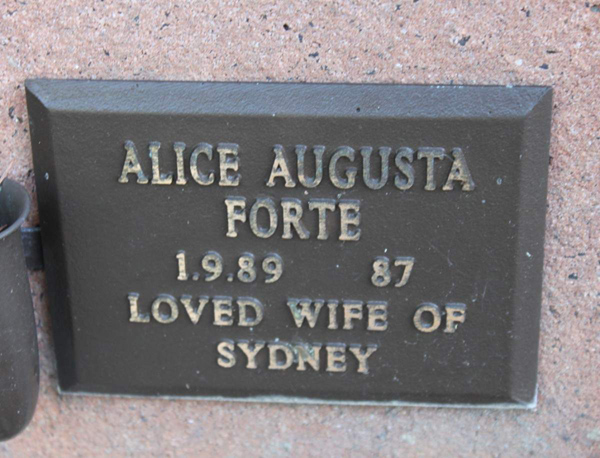 ALICE AUGUSTA
FORTE
1.9.89 87
LOVED WIFE OF
SYDNEY